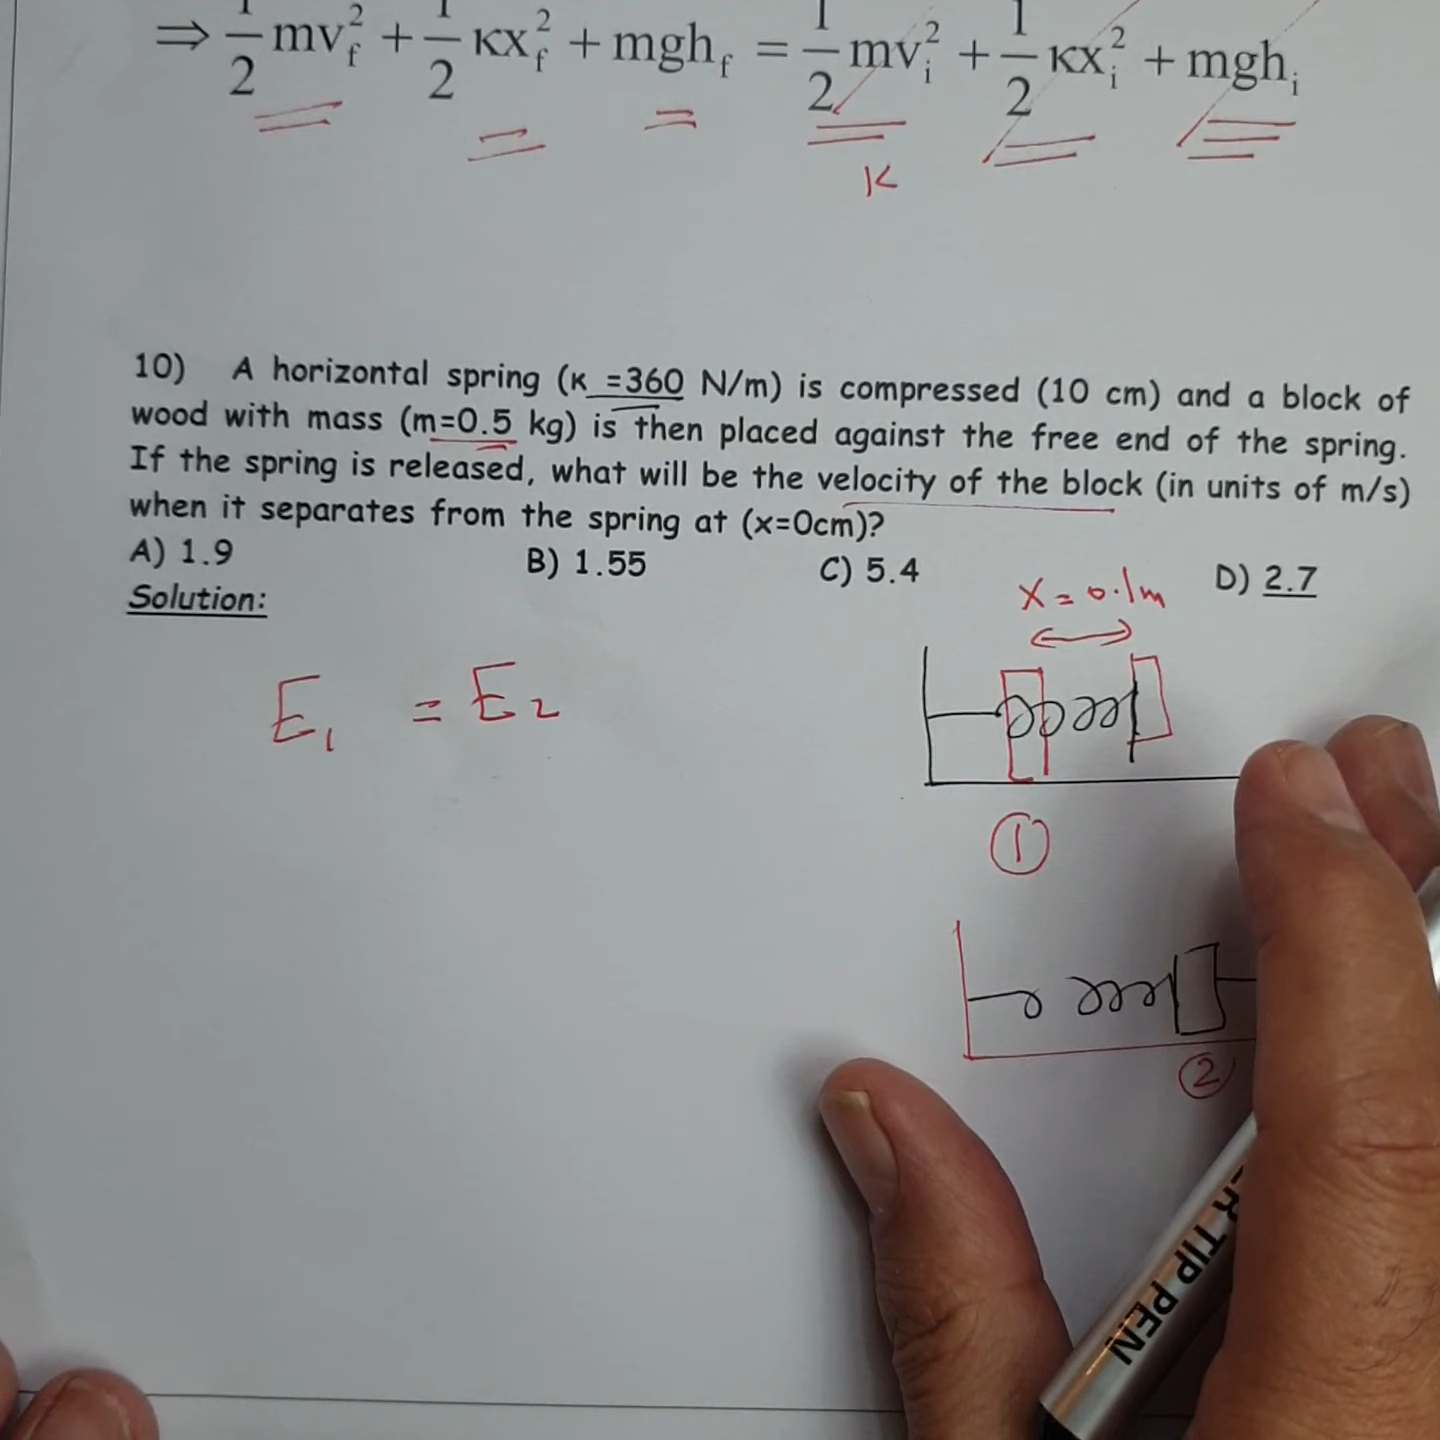 ⇒ 1/2 mv_f^2 + 1/2 κx_f^2 + mgh_f = 1/2 mv_i^2 + 1/2 κx_i^2 + mgh_i
K
10) A horizontal spring (κ =360 N/m) is compressed (10 cm) and a block of
wood with mass (m=0.5 kg) is then placed against the free end of the spring.
If the spring is released, what will be the velocity of the block (in units of m/s)
when it separates from the spring at (x=0cm)?
A) 1.9 B) 1.55 C) 5.4 D) 2.7
Solution:
x = 0.1m
E1 = E2
1
2
TIP PEN